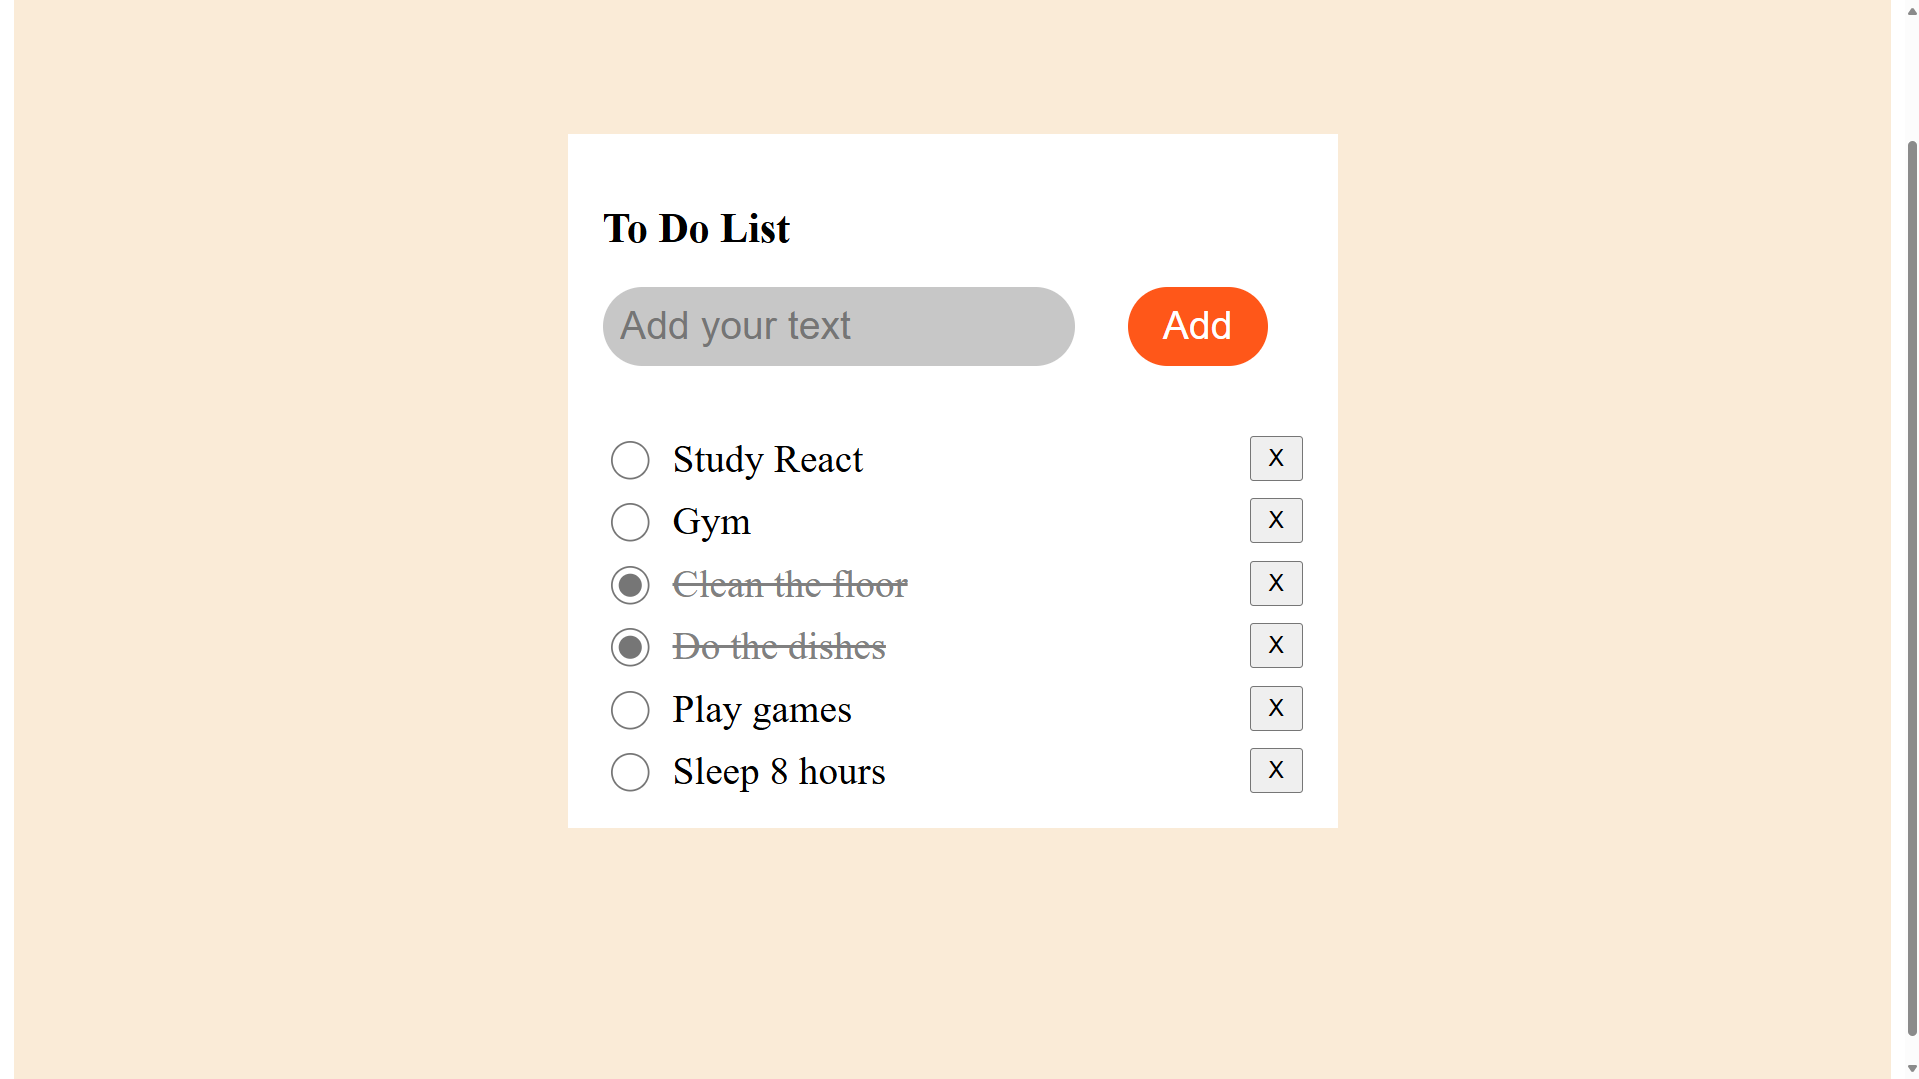 To Do List
Add your text Add
Study React X
Gym X
Clean the floor X
Do the dishes X
Play games X
Sleep 8 hours X